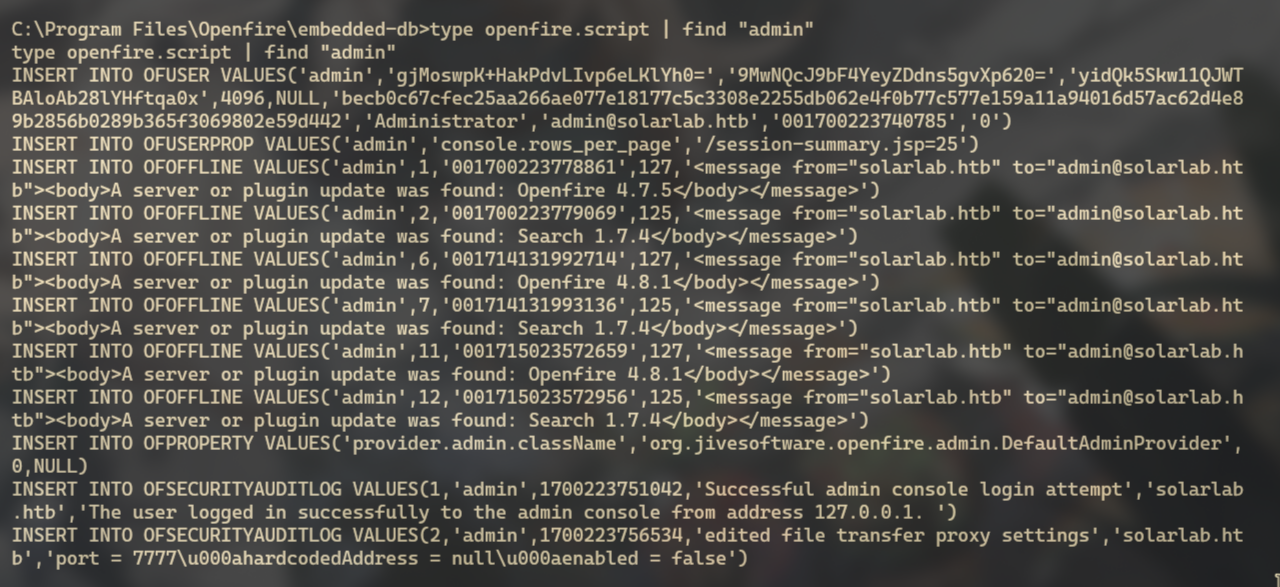 C:\Program Files\Openfire\embedded-db>type openfire.script | find "admin"
type openfire.script | find "admin"
INSERT INTO OFUSER VALUES('admin','gjMoswpK+HakPdvLIvp6eLKlYh0=','9MwNQcJ9bF4YeyZDdns5gvXp620=','yidQk5Skw11QJWT
BAloAb28lYHftqa0x',4096,NULL,'becb0c67cfec25aa266ae077e18177c5c3308e2255db062e4f0b77c577e159a11a94016d57ac62d4e8
9b2856b0289b365f3069802e59d442','Administrator','admin@solarlab.htb','001700223740785','0')
INSERT INTO OFUSERPROP VALUES('admin','console.rows_per_page','/session-summary.jsp=25')
INSERT INTO OFOFFLINE VALUES('admin',1,'001700223778861',127,'<message from="solarlab.htb" to="admin@solarlab.ht
b"><body>A server or plugin update was found: Openfire 4.7.5</body></message>')
INSERT INTO OFOFFLINE VALUES('admin',2,'001700223779069',125,'<message from="solarlab.htb" to="admin@solarlab.ht
b"><body>A server or plugin update was found: Search 1.7.4</body></message>')
INSERT INTO OFOFFLINE VALUES('admin',6,'001714131992714',127,'<message from="solarlab.htb" to="admin@solarlab.ht
b"><body>A server or plugin update was found: Openfire 4.8.1</body></message>')
INSERT INTO OFOFFLINE VALUES('admin',7,'001714131993136',125,'<message from="solarlab.htb" to="admin@solarlab.ht
b"><body>A server or plugin update was found: Search 1.7.4</body></message>')
INSERT INTO OFOFFLINE VALUES('admin',11,'001715023572659',127,'<message from="solarlab.htb" to="admin@solarlab.h
tb"><body>A server or plugin update was found: Openfire 4.8.1</body></message>')
INSERT INTO OFOFFLINE VALUES('admin',12,'001715023572956',125,'<message from="solarlab.htb" to="admin@solarlab.h
tb"><body>A server or plugin update was found: Search 1.7.4</body></message>')
INSERT INTO OFPROPERTY VALUES('provider.admin.className','org.jivesoftware.openfire.admin.DefaultAdminProvider',
0,NULL)
INSERT INTO OFSECURITYAUDITLOG VALUES(1,'admin',1700223751042,'Successful admin console login attempt','solarlab
.htb','The user logged in successfully to the admin console from address 127.0.0.1. ')
INSERT INTO OFSECURITYAUDITLOG VALUES(2,'admin',1700223756534,'edited file transfer proxy settings','solarlab.ht
b','port = 7777\u000ahardcodedAddress = null\u000aenabled = false')